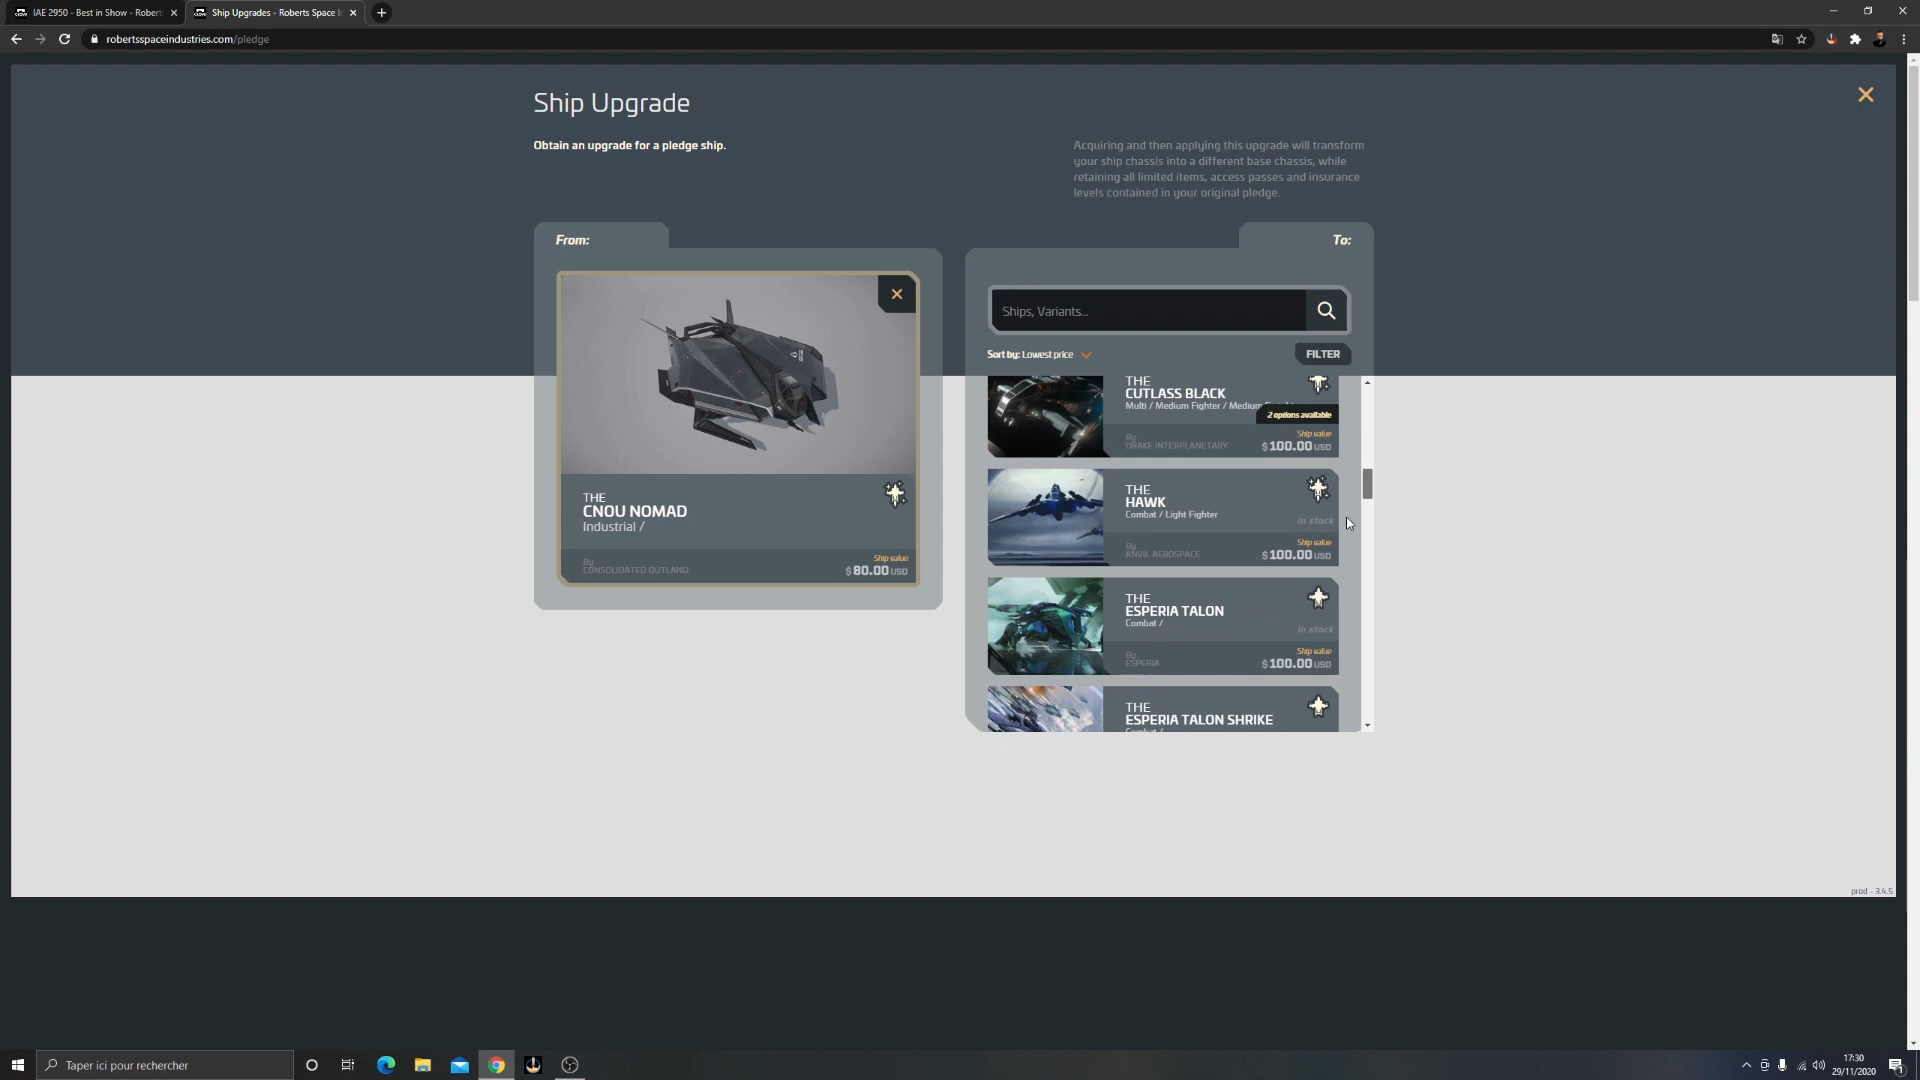 IAE 2950 - Best in Show - Robert
Ship Upgrades - Roberts Space I
robertsspaceindustries.com/pledge
Ship Upgrade
Obtain an upgrade for a pledge ship.
Acquiring and then applying this upgrade will transform
your ship chassis into a different base chassis, while
retaining all limited items, access passes and insurance
levels contained in your original pledge.
From:
THE
CNOU NOMAD
Industrial /
By
CONSOLIDATED OUTLAND
Ship value
$80.00 USD
To:
Ships, Variants...
Sort by: Lowest price
FILTER
THE
CUTLASS BLACK
Multi / Medium Fighter / Medium
2 options available
By
DRAKE INTERPLANETARY
Ship value
$100.00 USD
THE
HAWK
Combat / Light Fighter
in stock
By
ANVIL AEROSPACE
Ship value
$100.00 USD
THE
ESPERIA TALON
Combat /
in stock
By
ESPERIA
Ship value
$100.00 USD
THE
ESPERIA TALON SHRIKE
Combat /
prod - 3.4.5
Taper ici pour rechercher
17:30
29/11/2020
1